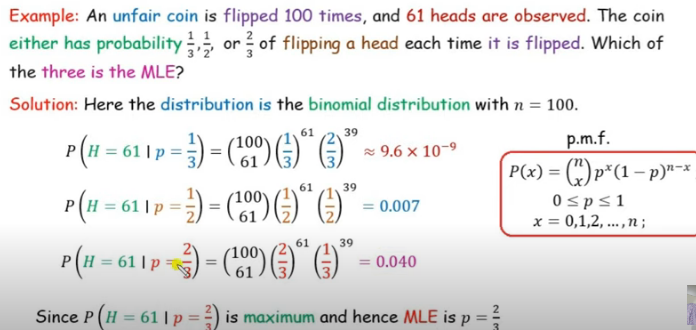 Example: An unfair coin is flipped 100 times, and 61 heads are observed. The coin
either has probability 1/3, 1/2, or 2/3 of flipping a head each time it is flipped. Which of
the three is the MLE?
Solution: Here the distribution is the binomial distribution with n = 100.
P(H = 61 | p = 1/3) = (100 61) (1/3)^61 (2/3)^39 ≈ 9.6 × 10^−9
P(H = 61 | p = 1/2) = (100 61) (1/2)^61 (1/2)^39 = 0.007
P(H = 61 | p = 2/3) = (100 61) (2/3)^61 (1/3)^39 = 0.040
Since P(H = 61 | p = 2/3) is maximum and hence MLE is p = 2/3
p.m.f.
P(x) = (n x) p^x (1 − p)^n−x
0 ≤ p ≤ 1
x = 0,1,2, ..., n ;